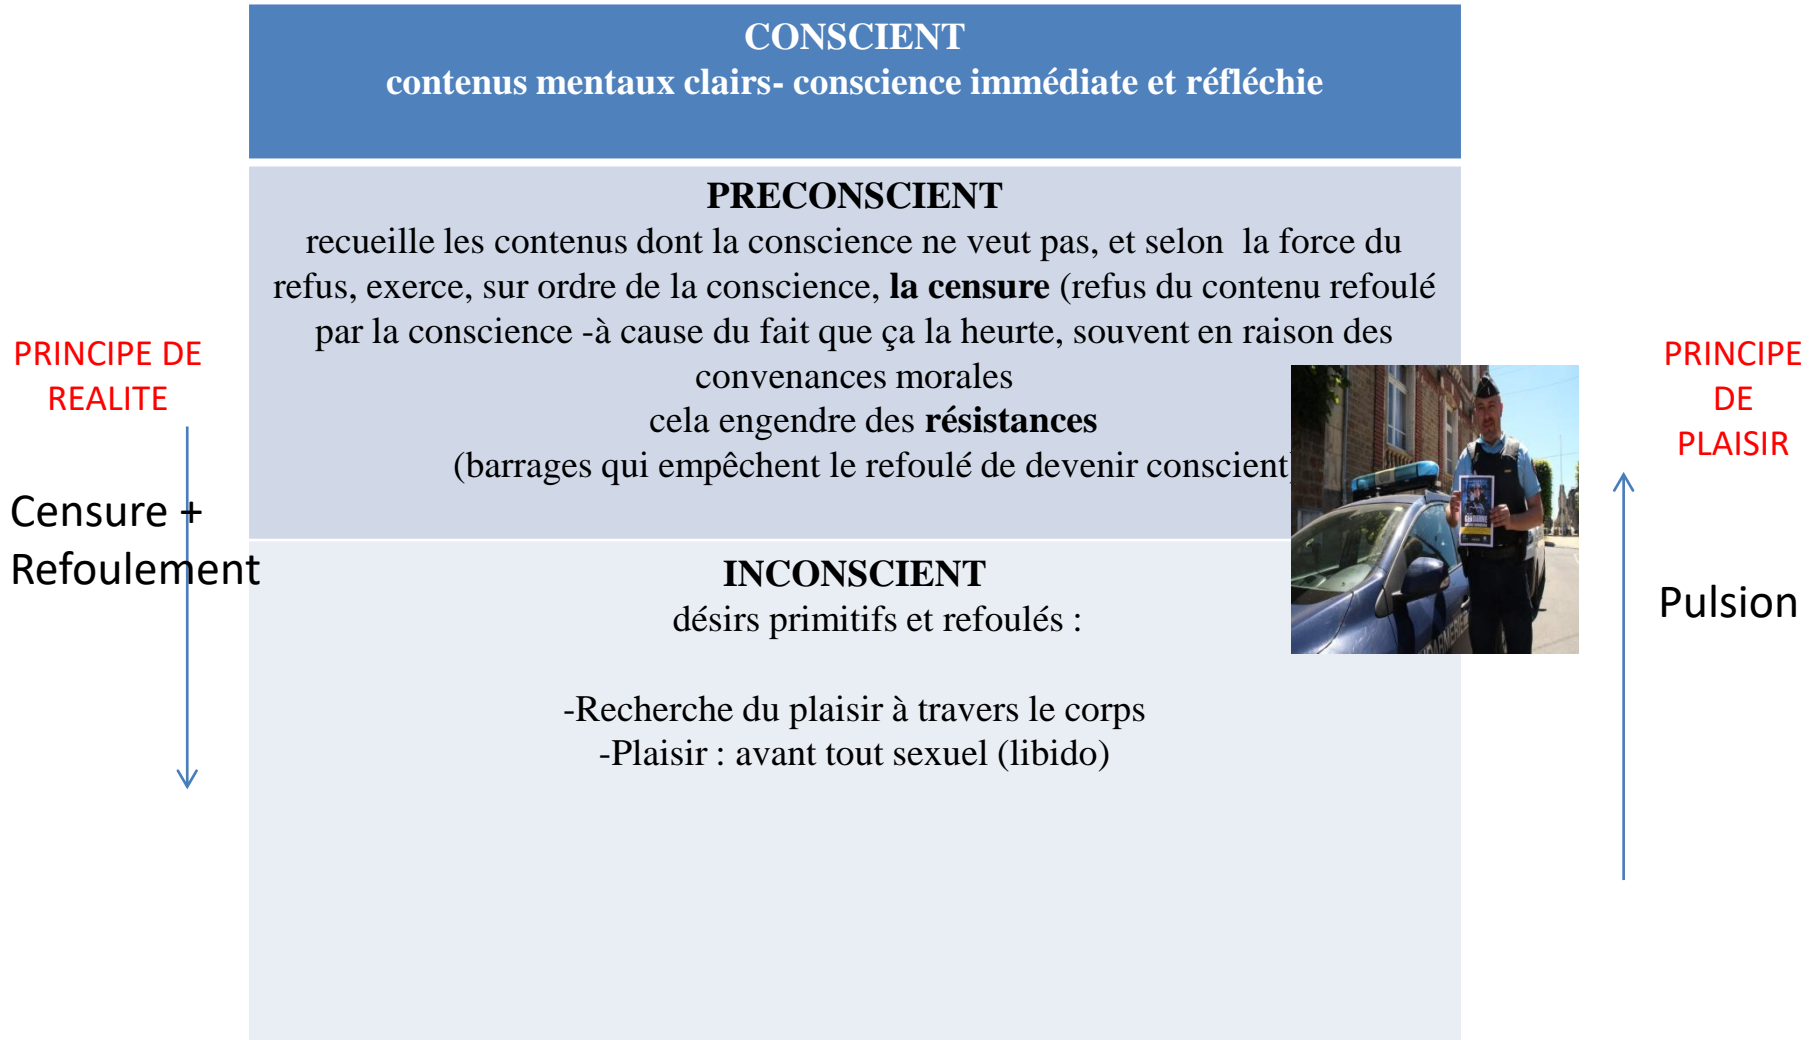 CONSCIENT
contenus mentaux clairs- conscience immédiate et réfléchie
PRECONSCIENT
recueille les contenus dont la conscience ne veut pas, et selon la force du
refus, exerce, sur ordre de la conscience, la censure (refus du contenu refoulé
par la conscience -à cause du fait que ça la heurte, souvent en raison des
convenances morales
cela engendre des résistances
(barrages qui empêchent le refoulé de devenir conscient)
PRINCIPE DE
REALITE
Censure +
Refoulement
PRINCIPE
DE
PLAISIR
Pulsion
INCONSCIENT
désirs primitifs et refoulés :
-Recherche du plaisir à travers le corps
-Plaisir : avant tout sexuel (libido)